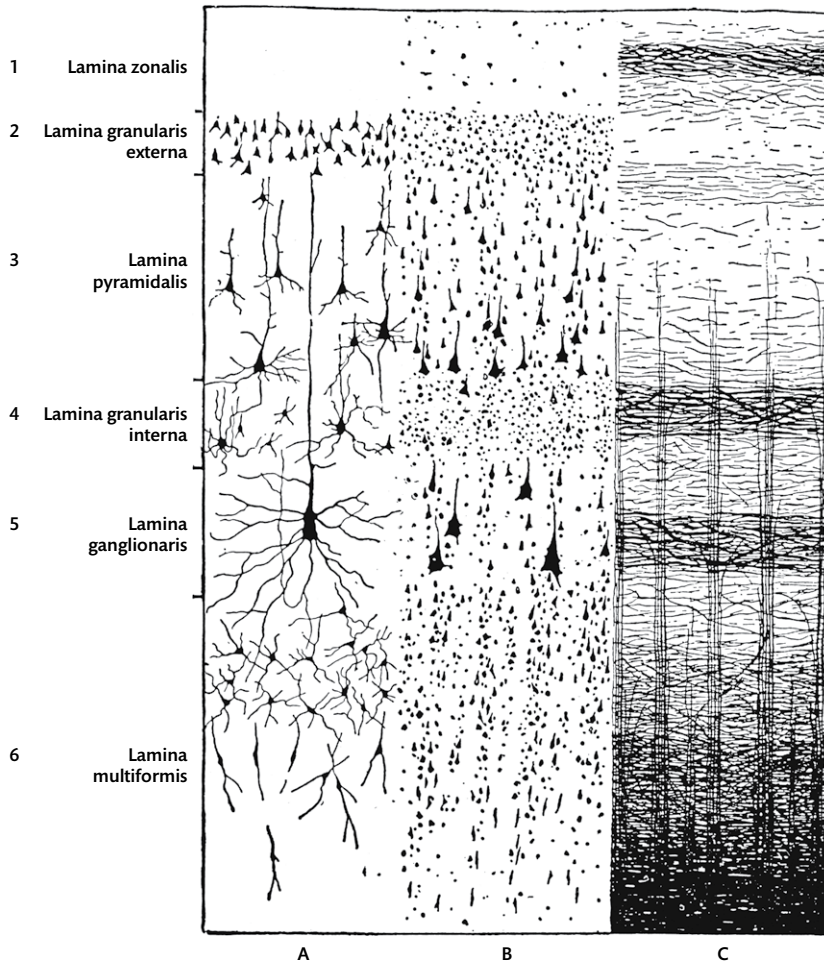 1 Lamina zonalis
2 Lamina granularis
externa
3 Lamina
pyramidalis
4 Lamina granularis
interna
5 Lamina
ganglionaris
6 Lamina
multiformis
A B C